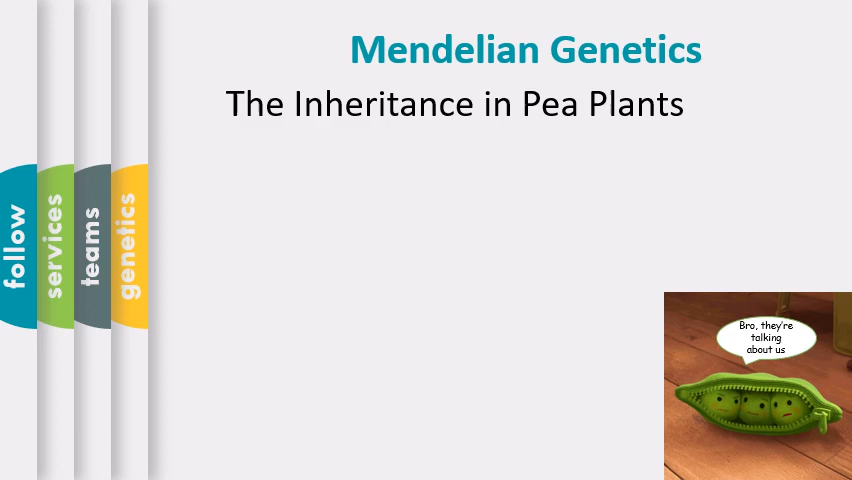 Mendelian Genetics
The Inheritance in Pea Plants
follow
services
teams
genetics
Bro, they're
talking
about us